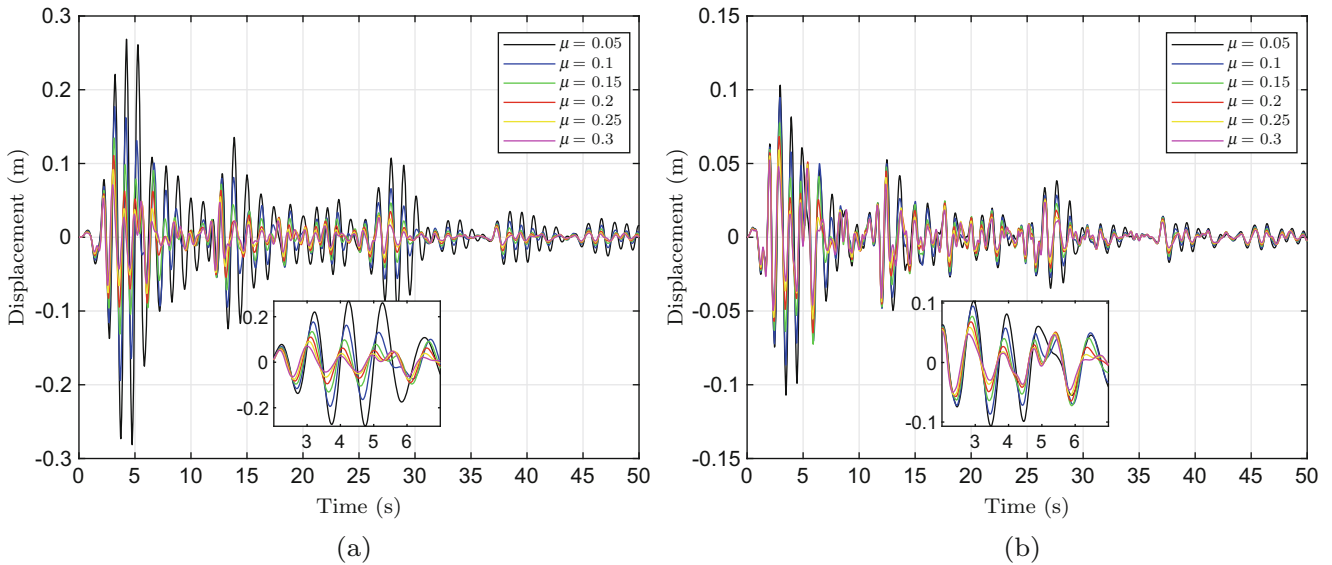 0.3
0.2
0.1
0
-0.1
-0.2
-0.3
Displacement (m)
0 5 10 15 20 25 30 35 40 45 50
Time (s)
μ = 0.05
μ = 0.1
μ = 0.15
μ = 0.2
μ = 0.25
μ = 0.3
0.2
0
-0.2
3 4 5 6
(a)
0.15
0.1
0.05
0
-0.05
-0.1
-0.15
Displacement (m)
0 5 10 15 20 25 30 35 40 45 50
Time (s)
μ = 0.05
μ = 0.1
μ = 0.15
μ = 0.2
μ = 0.25
μ = 0.3
0.1
0
-0.1
3 4 5 6
(b)